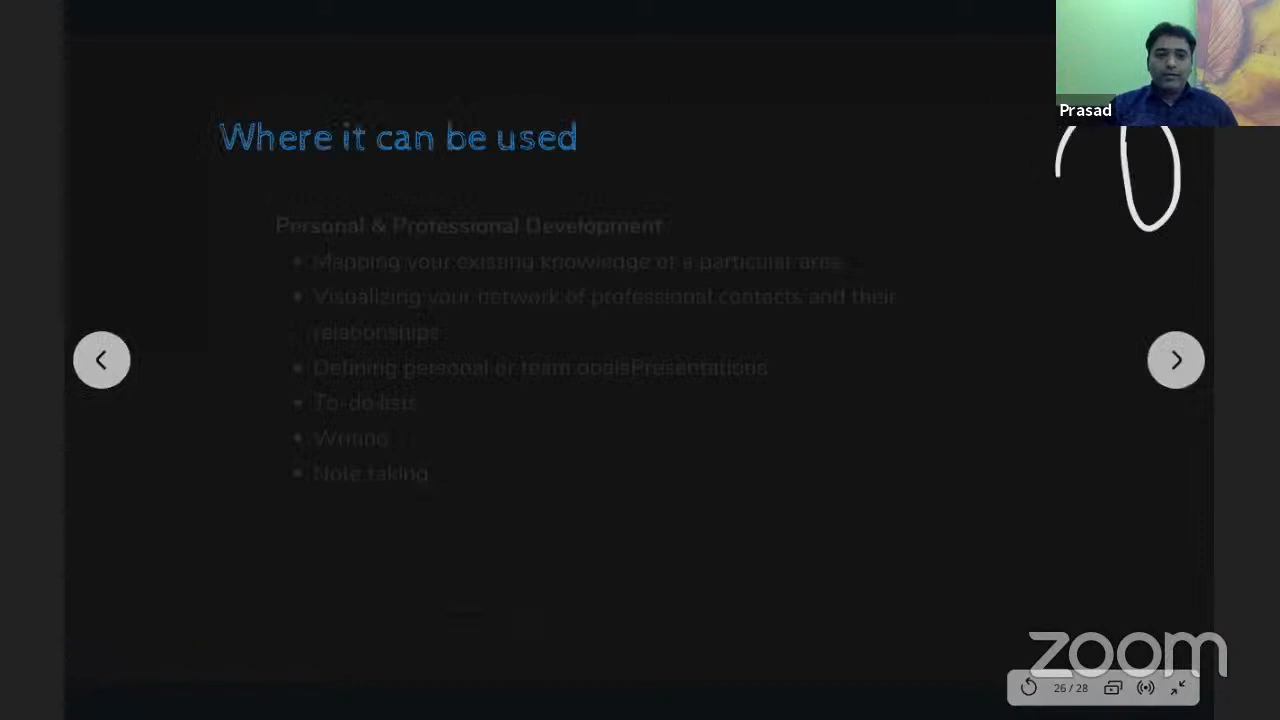 Prasad
Where it can be used
Personal & Professional Development
• Mapping your existing knowledge of a particular area
• Visualizing your network of professional contacts and their
relationships
• Defining personal or team goalsPresentations
• To-do lists
• Writing
• Note taking
zoom
26 / 28